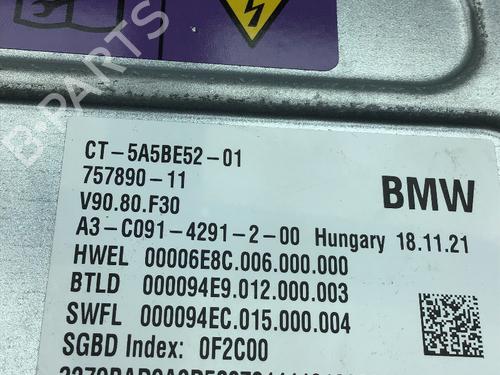 B-PARTS
CT-5A5BE52-01
757890-11
BMW
V90.80.F30
A3-C091-4291-2-00 Hungary 18.11.21
HWEL 00006E8C.006.000.000
BTLD 000094E9.012.000.003
SWFL 000094EC.015.000.004
SGBD Index: 0F2C00